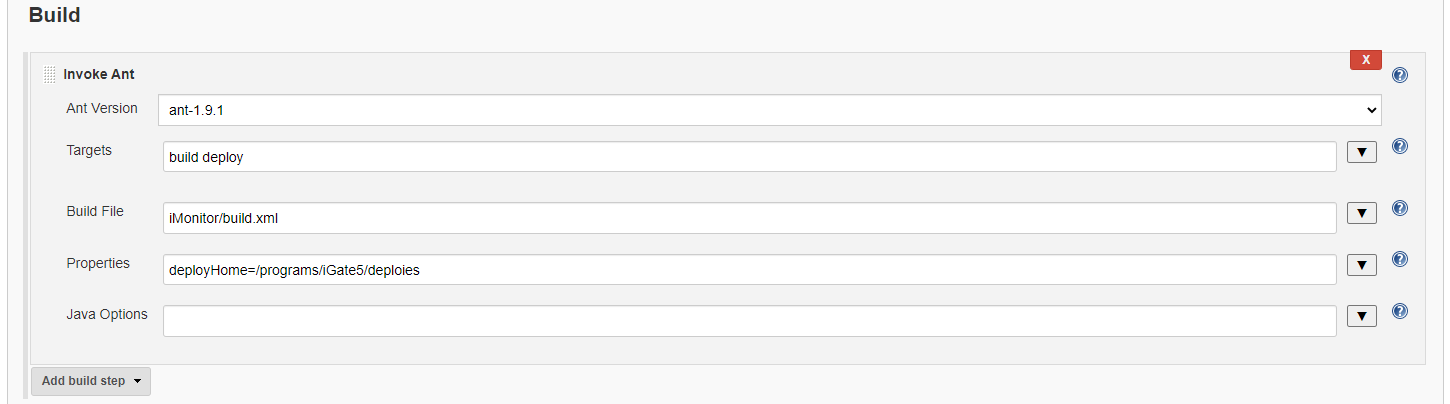 Build
Invoke Ant
X
?
Ant Version
ant-1.9.1
Targets
build deploy
▼
?
Build File
iMonitor/build.xml
▼
?
Properties
deployHome=/programs/iGate5/deploies
▼
?
Java Options
▼
?
Add build step